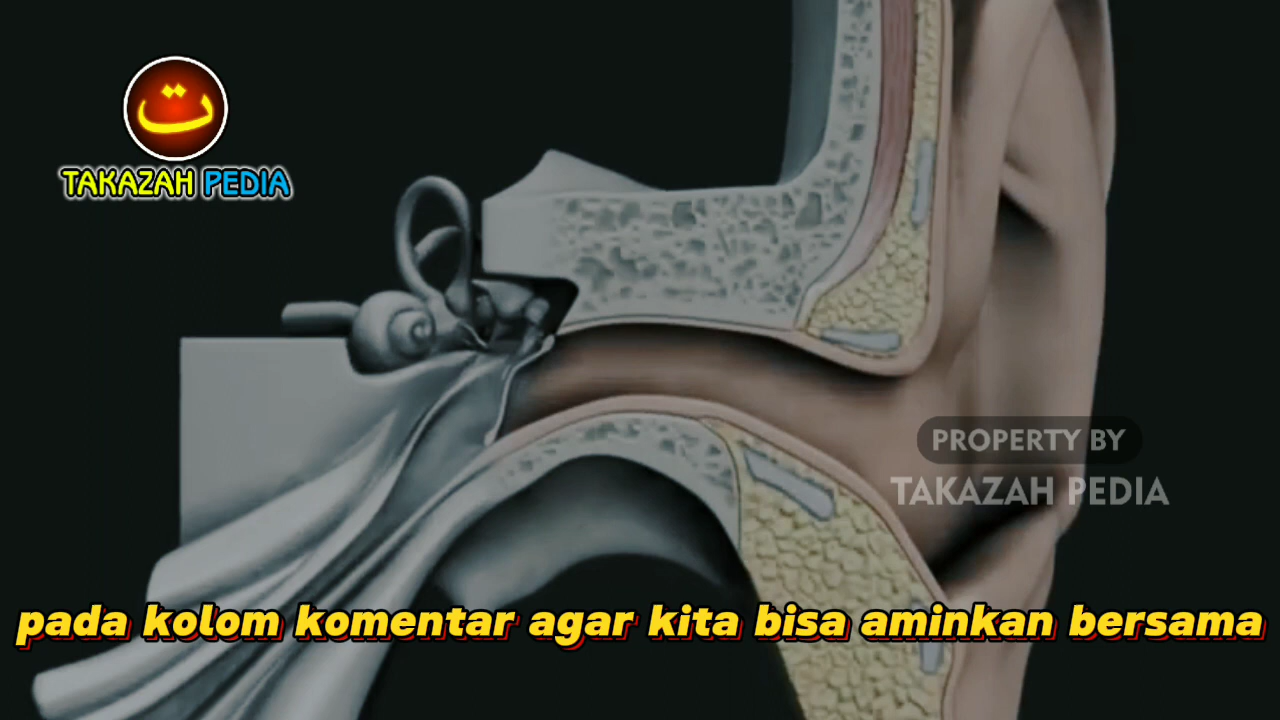 ت
TAKAZAH PEDIA
PROPERTY BY
TAKAZAH PEDIA
pada kolom komentar agar kita bisa aminkan bersama